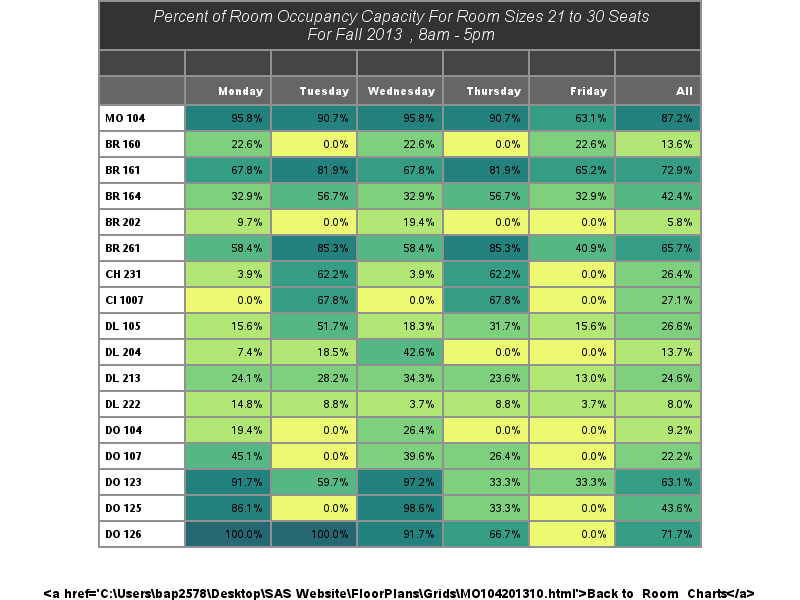 Percent of Room Occupancy Capacity For Room Sizes 21 to 30 Seats
For Fall 2013 , 8am - 5pm
Monday Tuesday Wednesday Thursday Friday All
MO 104 95.8% 90.7% 95.8% 90.7% 63.1% 87.2%
BR 160 22.6% 0.0% 22.6% 0.0% 22.6% 13.6%
BR 161 67.8% 81.9% 67.8% 81.9% 65.2% 72.9%
BR 164 32.9% 56.7% 32.9% 56.7% 32.9% 42.4%
BR 202 9.7% 0.0% 19.4% 0.0% 0.0% 5.8%
BR 261 58.4% 85.3% 58.4% 85.3% 40.9% 65.7%
CH 231 3.9% 62.2% 3.9% 62.2% 0.0% 26.4%
CI 1007 0.0% 67.8% 0.0% 67.8% 0.0% 27.1%
DL 105 15.6% 51.7% 18.3% 31.7% 15.6% 26.6%
DL 204 7.4% 18.5% 42.6% 0.0% 0.0% 13.7%
DL 213 24.1% 28.2% 34.3% 23.6% 13.0% 24.6%
DL 222 14.8% 8.8% 3.7% 8.8% 3.7% 8.0%
DO 104 19.4% 0.0% 26.4% 0.0% 0.0% 9.2%
DO 107 45.1% 0.0% 39.6% 26.4% 0.0% 22.2%
DO 123 91.7% 59.7% 97.2% 33.3% 33.3% 63.1%
DO 125 86.1% 0.0% 98.6% 33.3% 0.0% 43.6%
DO 126 100.0% 100.0% 91.7% 66.7% 0.0% 71.7%
<a href='C:\Users\bap2578\Desktop\SAS Website\FloorPlans\Grids\MO104201310.html'>Back to Room Charts</a>